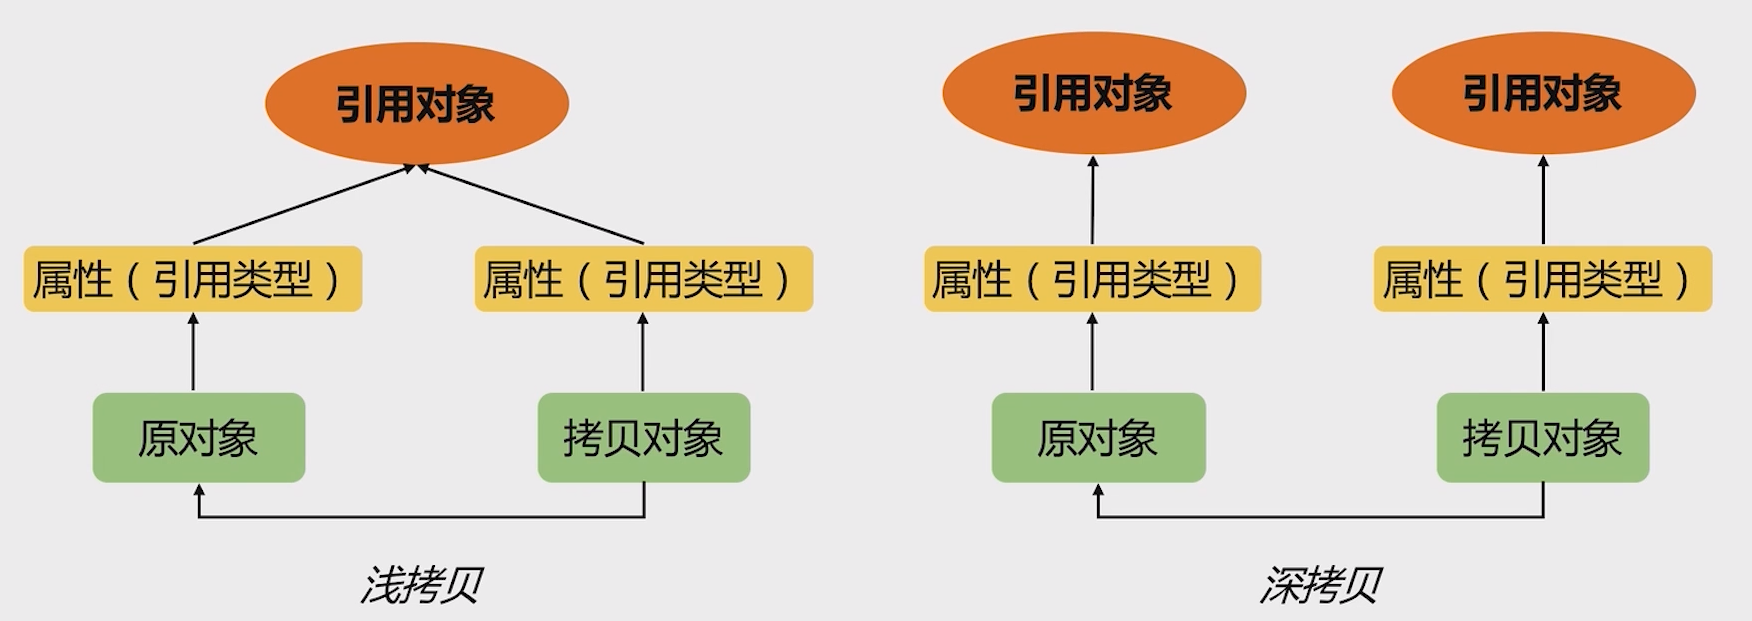 引用对象
属性（引用类型）
属性（引用类型）
原对象
拷贝对象
浅拷贝
引用对象
引用对象
属性（引用类型）
属性（引用类型）
原对象
拷贝对象
深拷贝